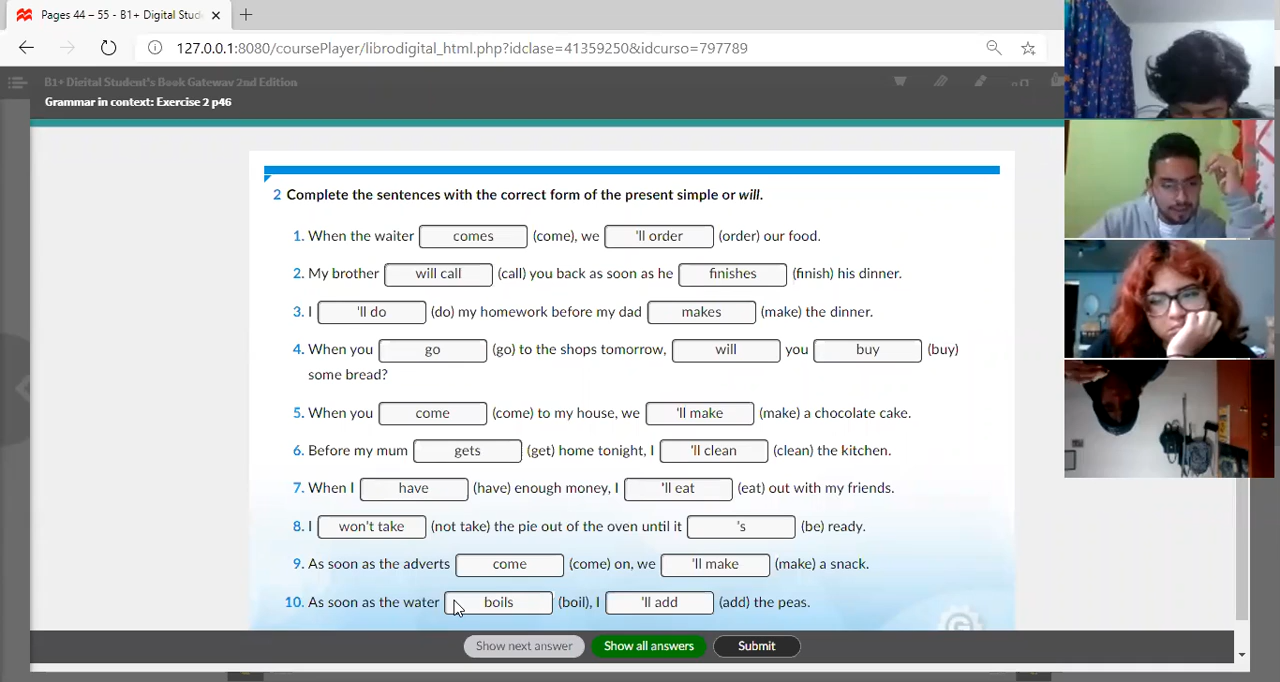 Pages 44 – 55 - B1+ Digital Stud
127.0.0.1:8080/coursePlayer/librodigital_html.php?idclase=41359250&idcurso=797789
B1+ Digital Student's Book Gateway 2nd Edition
Grammar in context: Exercise 2 p46
2 Complete the sentences with the correct form of the present simple or will.
1. When the waiter comes (come), we 'll order (order) our food.
2. My brother will call (call) you back as soon as he finishes (finish) his dinner.
3. I 'll do (do) my homework before my dad makes (make) the dinner.
4. When you go (go) to the shops tomorrow, will you buy (buy)
some bread?
5. When you come (come) to my house, we 'll make (make) a chocolate cake.
6. Before my mum gets (get) home tonight, I 'll clean (clean) the kitchen.
7. When I have (have) enough money, I 'll eat (eat) out with my friends.
8. I won't take (not take) the pie out of the oven until it 's (be) ready.
9. As soon as the adverts come (come) on, we 'll make (make) a snack.
10. As soon as the water boils (boil), I 'll add (add) the peas.
Show next answer Show all answers Submit